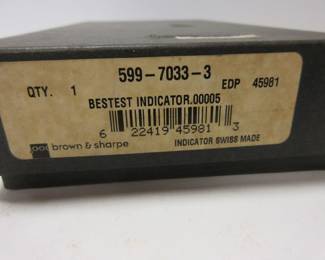 599-7033-3
QTY. 1 EDP 45981
BESTEST INDICATOR.00005
6 22419 45981 3
brown & sharpe INDICATOR SWISS MADE